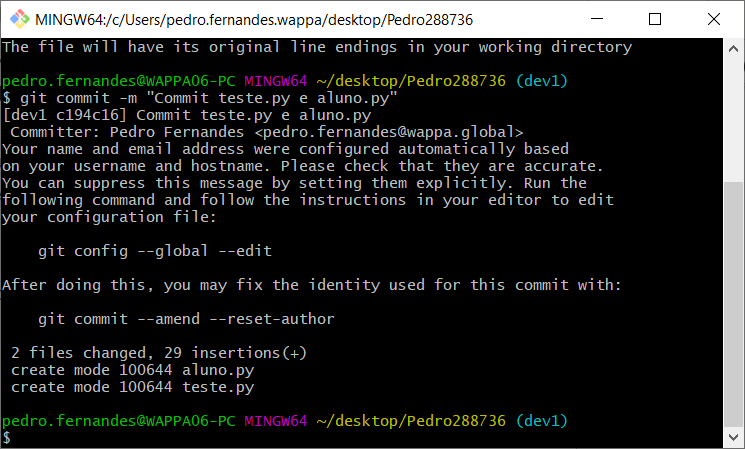 MINGW64:/c/Users/pedro.fernandes.wappa/desktop/Pedro288736
The file will have its original line endings in your working directory
pedro.fernandes@WAPPA06-PC MINGW64 ~/desktop/Pedro288736 (dev1)
$ git commit -m "Commit teste.py e aluno.py"
[dev1 c194c16] Commit teste.py e aluno.py
 Committer: Pedro Fernandes <pedro.fernandes@wappa.global>
Your name and email address were configured automatically based
on your username and hostname. Please check that they are accurate.
You can suppress this message by setting them explicitly. Run the
following command and follow the instructions in your editor to edit
your configuration file:
    git config --global --edit
After doing this, you may fix the identity used for this commit with:
    git commit --amend --reset-author
 2 files changed, 29 insertions(+)
 create mode 100644 aluno.py
 create mode 100644 teste.py
pedro.fernandes@WAPPA06-PC MINGW64 ~/desktop/Pedro288736 (dev1)
$